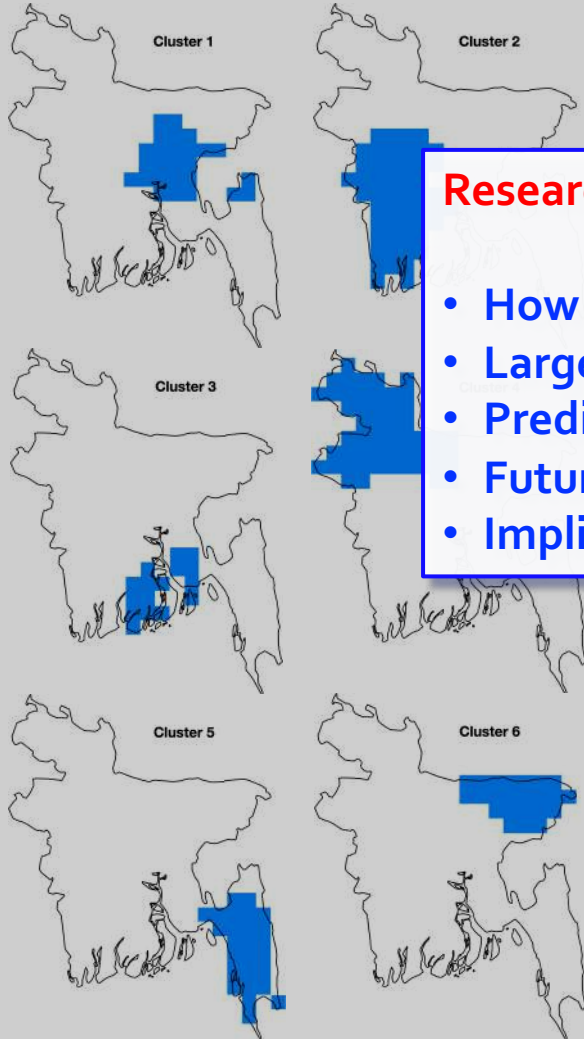 Cluster 1
Cluster 2
Resear
• How
• Large
• Predi
• Futur
• Impli
Cluster 3
Cluster 5
Cluster 6